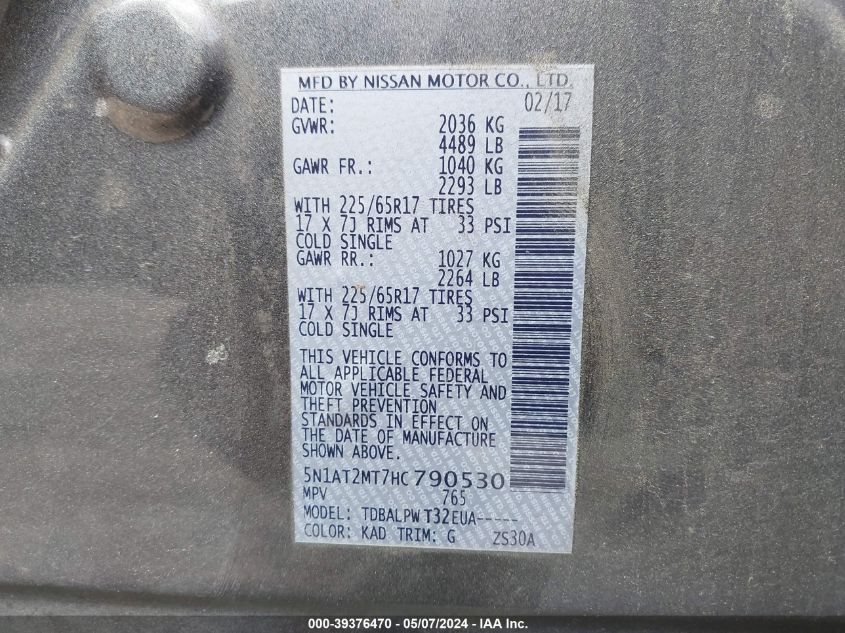 MFD BY NISSAN MOTOR CO., LTD.
DATE: 02/17
GVWR: 2036 KG
4489 LB
GAWR FR.: 1040 KG
2293 LB
WITH 225/65R17 TIRES
17 X 7J RIMS AT 33 PSI
COLD SINGLE
GAWR RR.: 1027 KG
2264 LB
WITH 225/65R17 TIRES
17 X 7J RIMS AT 33 PSI
COLD SINGLE
THIS VEHICLE CONFORMS TO
ALL APPLICABLE FEDERAL
MOTOR VEHICLE SAFETY AND
THEFT PREVENTION
STANDARDS IN EFFECT ON
THE DATE OF MANUFACTURE
SHOWN ABOVE.
5N1AT2MT7HC790530
MPV 765
MODEL: TDBALPWT32EUA-----
COLOR: KAD TRIM: G ZS30A
000-39376470 - 05/07/2024 - IAA Inc.